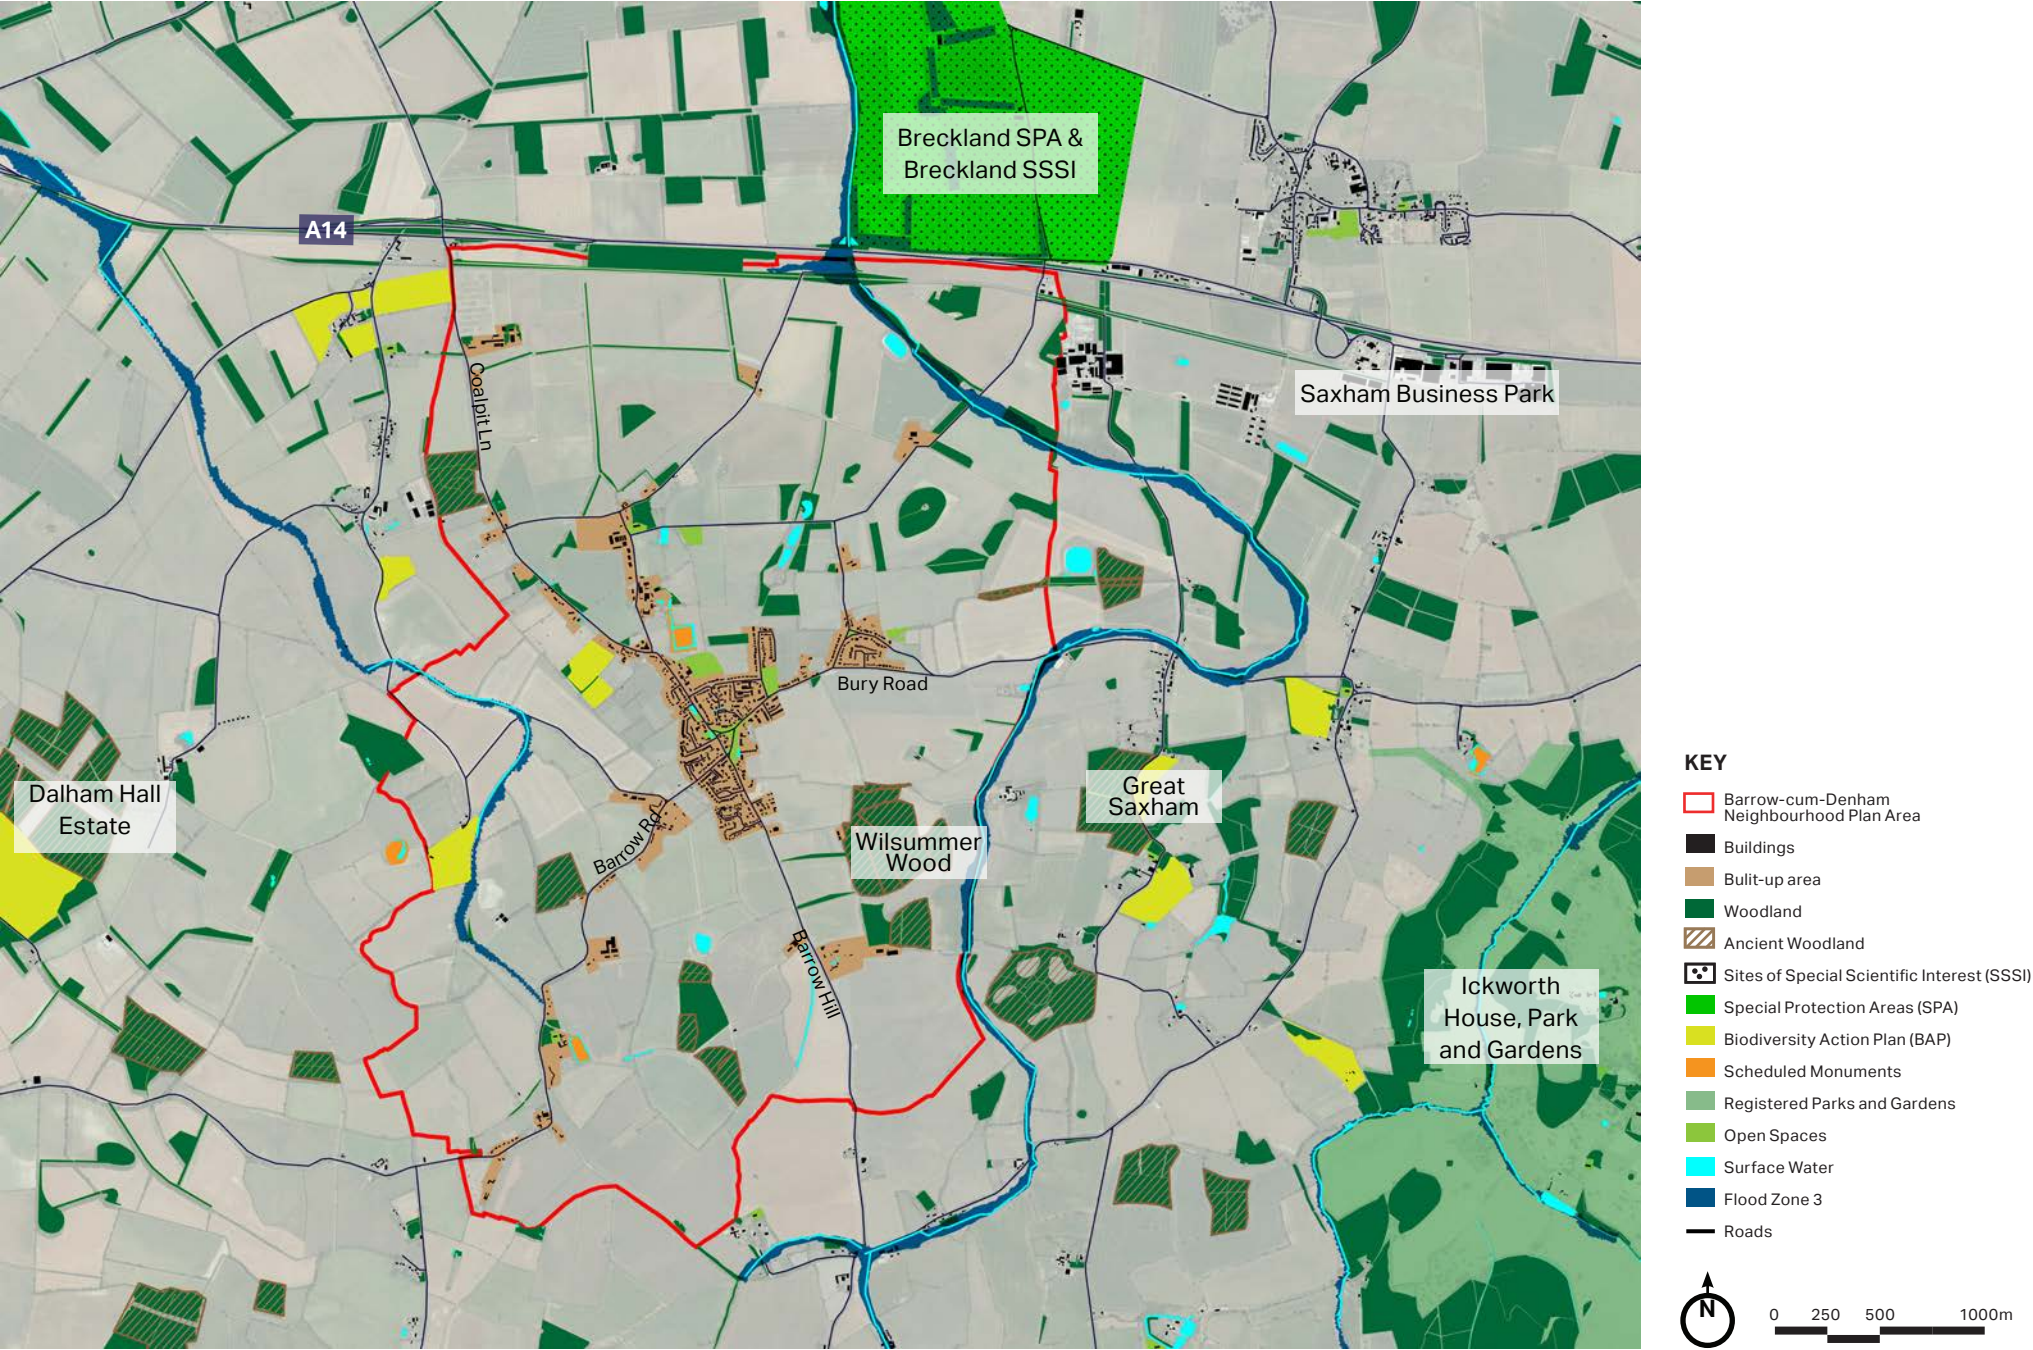 Breckland SPA &
Breckland SSSI
A14
Coalpit Ln
Saxham Business Park
Bury Road
Dalham Hall
Estate
Great
Saxham
Barrow Rd
Wilsummer
Wood
Barrow Hill
Ickworth
House, Park
and Gardens
KEY
Barrow-cum-Denham
Neighbourhood Plan Area
Buildings
Bulit-up area
Woodland
Ancient Woodland
Sites of Special Scientific Interest (SSSI)
Special Protection Areas (SPA)
Biodiversity Action Plan (BAP)
Scheduled Monuments
Registered Parks and Gardens
Open Spaces
Surface Water
Flood Zone 3
Roads
N
0 250 500 1000m